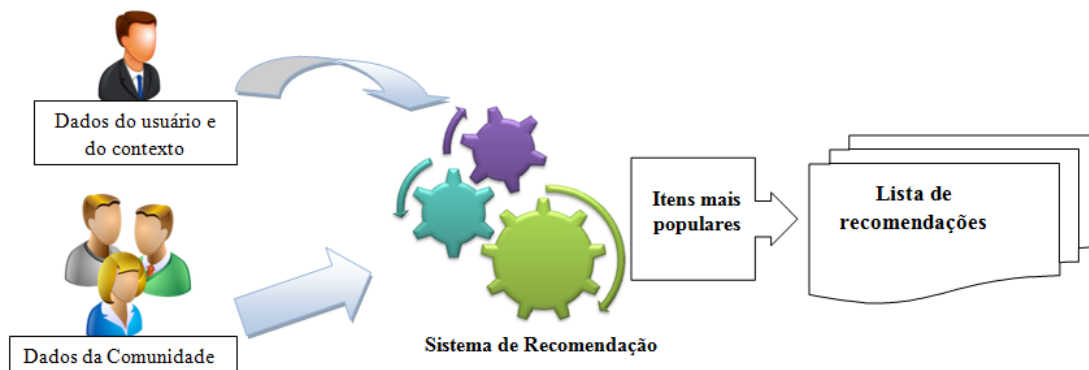 Dados do usuário e
do contexto
Dados da Comunidade
Sistema de Recomendação
Itens mais
populares
Lista de
recomendações